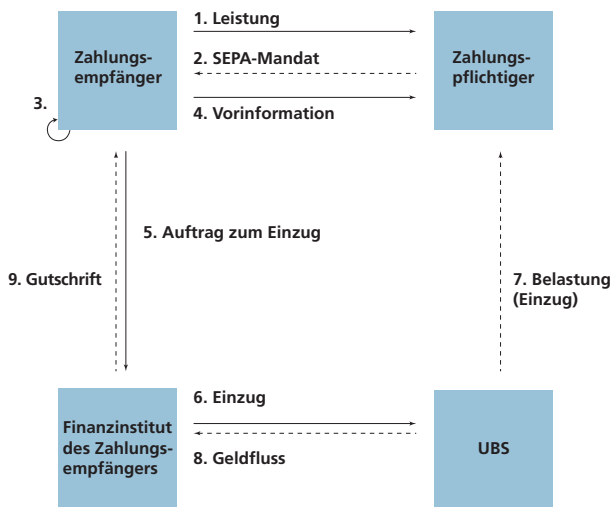 1. Leistung
Zahlungs-
empfänger
2. SEPA-Mandat
Zahlungs-
pflichtiger
3.
4. Vorinformation
5. Auftrag zum Einzug
9. Gutschrift
7. Belastung
(Einzug)
6. Einzug
Finanzinstitut
des Zahlungs-
empfängers
8. Geldfluss
UBS